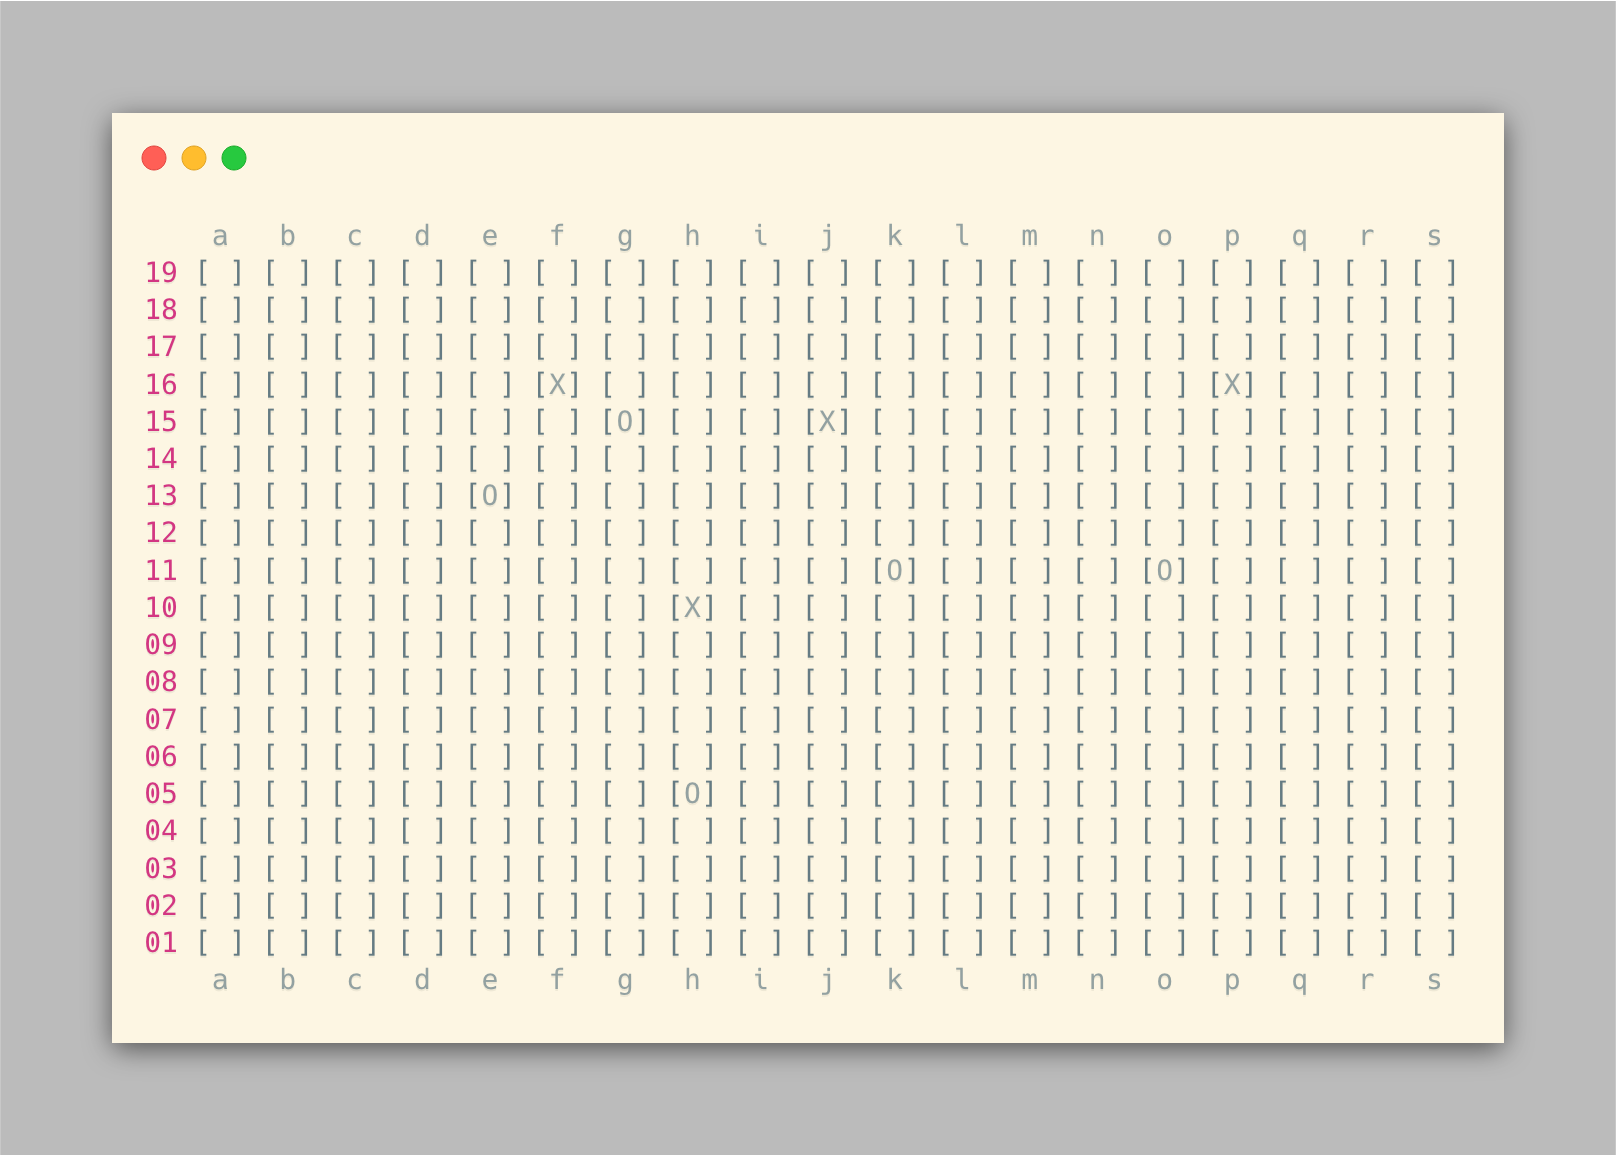 a b c d e f g h i j k l m n o p q r s
19 [ ] [ ] [ ] [ ] [ ] [ ] [ ] [ ] [ ] [ ] [ ] [ ] [ ] [ ] [ ] [ ] [ ] [ ] [ ]
18 [ ] [ ] [ ] [ ] [ ] [ ] [ ] [ ] [ ] [ ] [ ] [ ] [ ] [ ] [ ] [ ] [ ] [ ] [ ]
17 [ ] [ ] [ ] [ ] [ ] [ ] [ ] [ ] [ ] [ ] [ ] [ ] [ ] [ ] [ ] [ ] [ ] [ ] [ ]
16 [ ] [ ] [ ] [ ] [ ] [X] [ ] [ ] [ ] [ ] [ ] [ ] [ ] [ ] [ ] [X] [ ] [ ] [ ]
15 [ ] [ ] [ ] [ ] [ ] [ ] [O] [ ] [ ] [X] [ ] [ ] [ ] [ ] [ ] [ ] [ ] [ ] [ ]
14 [ ] [ ] [ ] [ ] [ ] [ ] [ ] [ ] [ ] [ ] [ ] [ ] [ ] [ ] [ ] [ ] [ ] [ ] [ ]
13 [ ] [ ] [ ] [ ] [O] [ ] [ ] [ ] [ ] [ ] [ ] [ ] [ ] [ ] [ ] [ ] [ ] [ ] [ ]
12 [ ] [ ] [ ] [ ] [ ] [ ] [ ] [ ] [ ] [ ] [ ] [ ] [ ] [ ] [ ] [ ] [ ] [ ] [ ]
11 [ ] [ ] [ ] [ ] [ ] [ ] [ ] [ ] [ ] [ ] [O] [ ] [ ] [ ] [O] [ ] [ ] [ ] [ ]
10 [ ] [ ] [ ] [ ] [ ] [ ] [ ] [X] [ ] [ ] [ ] [ ] [ ] [ ] [ ] [ ] [ ] [ ] [ ]
09 [ ] [ ] [ ] [ ] [ ] [ ] [ ] [ ] [ ] [ ] [ ] [ ] [ ] [ ] [ ] [ ] [ ] [ ] [ ]
08 [ ] [ ] [ ] [ ] [ ] [ ] [ ] [ ] [ ] [ ] [ ] [ ] [ ] [ ] [ ] [ ] [ ] [ ] [ ]
07 [ ] [ ] [ ] [ ] [ ] [ ] [ ] [ ] [ ] [ ] [ ] [ ] [ ] [ ] [ ] [ ] [ ] [ ] [ ]
06 [ ] [ ] [ ] [ ] [ ] [ ] [ ] [ ] [ ] [ ] [ ] [ ] [ ] [ ] [ ] [ ] [ ] [ ] [ ]
05 [ ] [ ] [ ] [ ] [ ] [ ] [ ] [O] [ ] [ ] [ ] [ ] [ ] [ ] [ ] [ ] [ ] [ ] [ ]
04 [ ] [ ] [ ] [ ] [ ] [ ] [ ] [ ] [ ] [ ] [ ] [ ] [ ] [ ] [ ] [ ] [ ] [ ] [ ]
03 [ ] [ ] [ ] [ ] [ ] [ ] [ ] [ ] [ ] [ ] [ ] [ ] [ ] [ ] [ ] [ ] [ ] [ ] [ ]
02 [ ] [ ] [ ] [ ] [ ] [ ] [ ] [ ] [ ] [ ] [ ] [ ] [ ] [ ] [ ] [ ] [ ] [ ] [ ]
01 [ ] [ ] [ ] [ ] [ ] [ ] [ ] [ ] [ ] [ ] [ ] [ ] [ ] [ ] [ ] [ ] [ ] [ ] [ ]
a b c d e f g h i j k l m n o p q r s